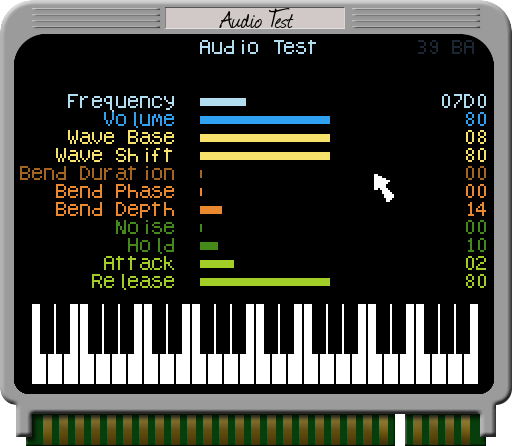 Audio Test
Audio Test 39 BA
Frequency 07D0
Volume 80
Wave Base 08
Wave Shift 80
Bend Duration 00
Bend Phase 00
Bend Depth 14
Noise 00
Hold 10
Attack 02
Release 80